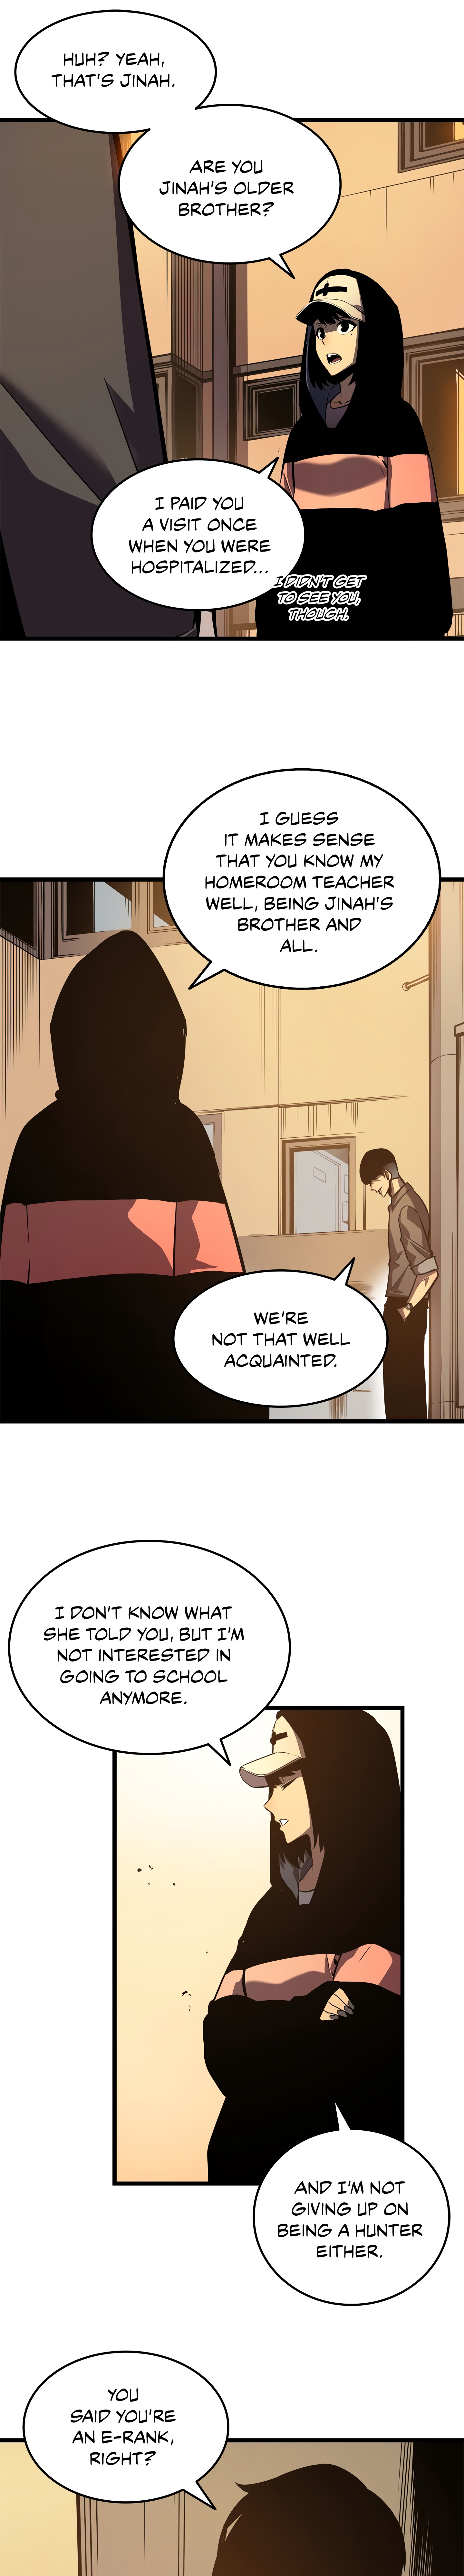 HUH? YEAH,
THAT'S JINAH.
ARE YOU
JINAH'S OLDER
BROTHER?
I PAID YOU
A VISIT ONCE
WHEN YOU WERE
HOSPITALIZED...
I DIDN'T GET
TO SEE YOU,
THOUGH.
I GUESS
IT MAKES SENSE
THAT YOU KNOW MY
HOMEROOM TEACHER
WELL, BEING JINAH'S
BROTHER AND
ALL.
WE'RE
NOT THAT WELL
ACQUAINTED.
I DON'T KNOW WHAT
SHE TOLD YOU, BUT I'M
NOT INTERESTED IN
GOING TO SCHOOL
ANYMORE.
AND I'M NOT
GIVING UP ON
BEING A HUNTER
EITHER.
YOU
SAID YOU'RE
AN E-RANK,
RIGHT?